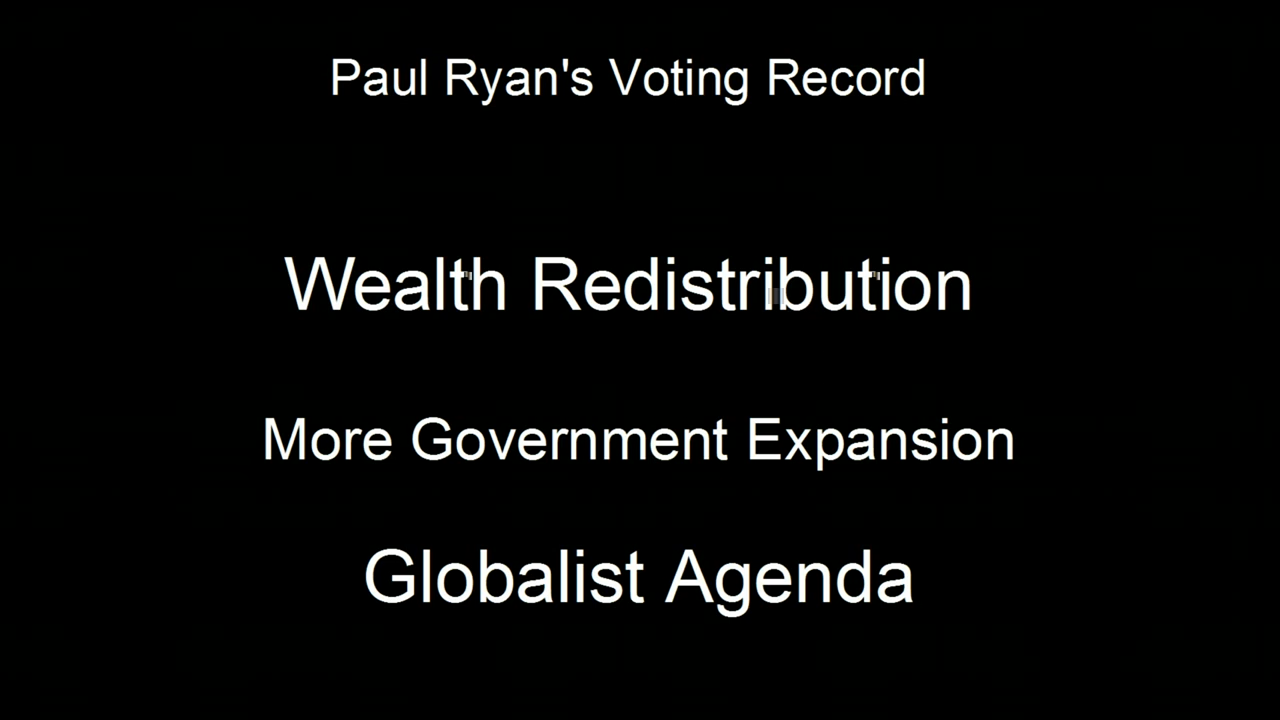 Paul Ryan's Voting Record
Wealth Redistribution
More Government Expansion
Globalist Agenda